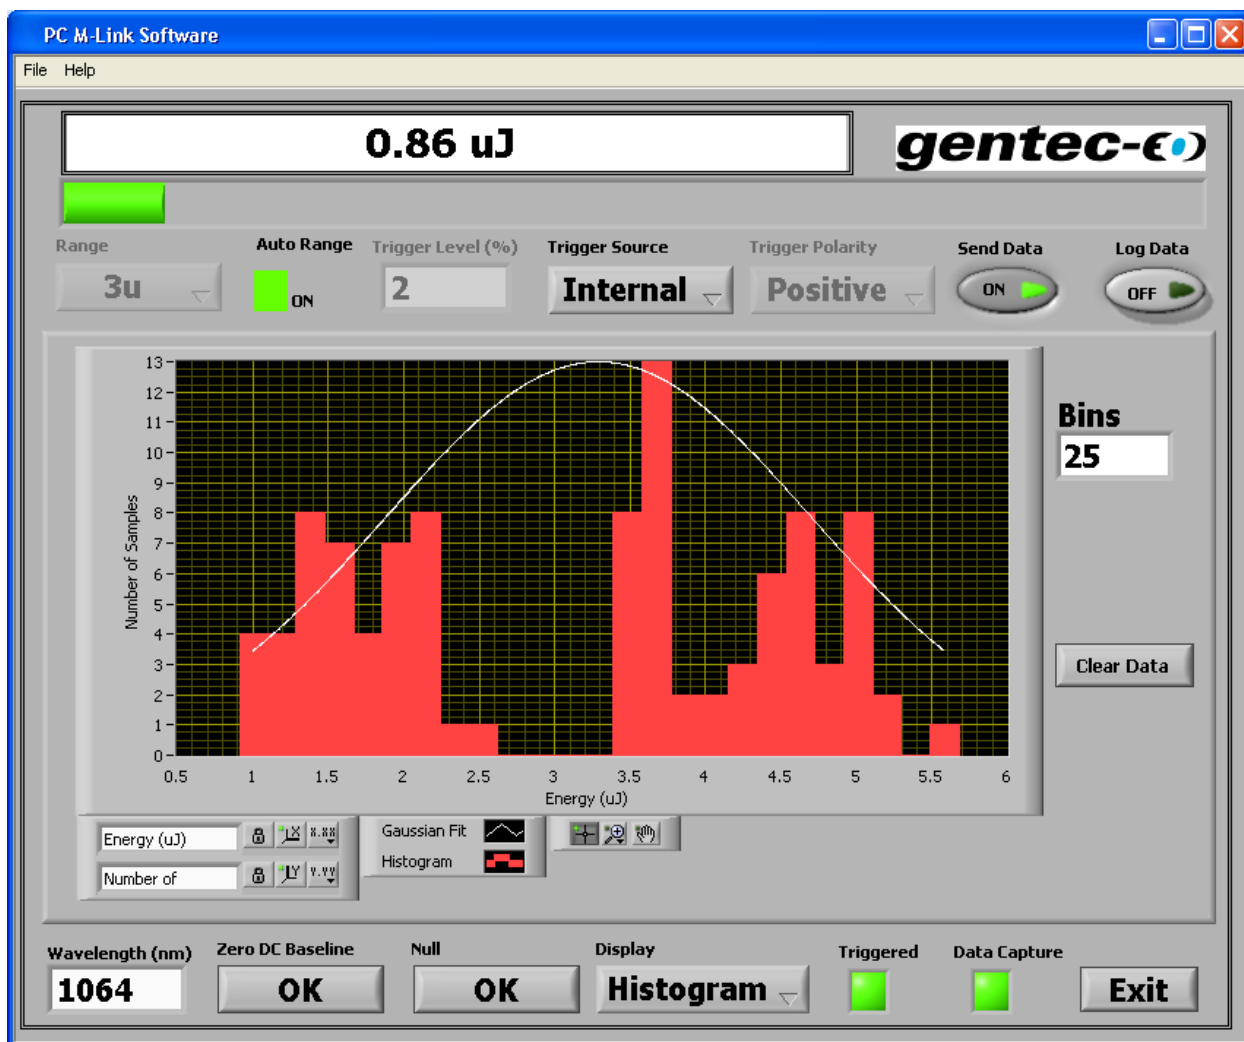 PC M-Link Software
File Help
0.86 uJ
gentec-EO
Range
Auto Range
Trigger Level (%)
Trigger Source
Trigger Polarity
Send Data
Log Data
3u
ON
2
Internal
Positive
ON
OFF
13
12
11
10
9
8
7
6
5
4
3
2
1
0
Number of Samples
0.5 1 1.5 2 2.5 3 3.5 4 4.5 5 5.5 6
Energy (uJ)
Bins
25
Clear Data
Energy (uJ)
X X.XX
Number of
Y Y.YY
Gaussian Fit
Histogram
Wavelength (nm)
Zero DC Baseline
Null
Display
Triggered
Data Capture
1064
OK
OK
Histogram
Exit